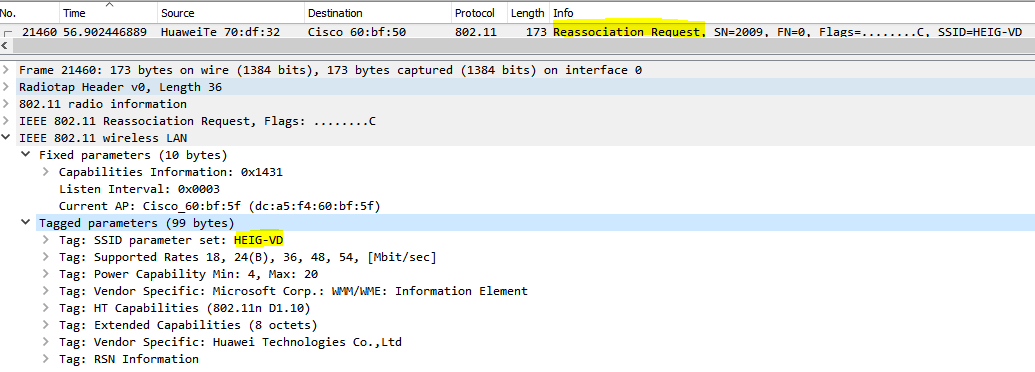 No. Time Source Destination Protocol Length Info
21460 56.902446889 HuaweiTe_70:df:32 Cisco_60:bf:50 802.11 173 Reassociation Request, SN=2009, FN=0, Flags=........C, SSID=HEIG-VD
Frame 21460: 173 bytes on wire (1384 bits), 173 bytes captured (1384 bits) on interface 0
Radiotap Header v0, Length 36
802.11 radio information
IEEE 802.11 Reassociation Request, Flags: ........C
IEEE 802.11 wireless LAN
Fixed parameters (10 bytes)
Capabilities Information: 0x1431
Listen Interval: 0x0003
Current AP: Cisco_60:bf:5f (dc:a5:f4:60:bf:5f)
Tagged parameters (99 bytes)
Tag: SSID parameter set: HEIG-VD
Tag: Supported Rates 18, 24(B), 36, 48, 54, [Mbit/sec]
Tag: Power Capability Min: 4, Max: 20
Tag: Vendor Specific: Microsoft Corp.: WMM/WME: Information Element
Tag: HT Capabilities (802.11n D1.10)
Tag: Extended Capabilities (8 octets)
Tag: Vendor Specific: Huawei Technologies Co.,Ltd
Tag: RSN Information